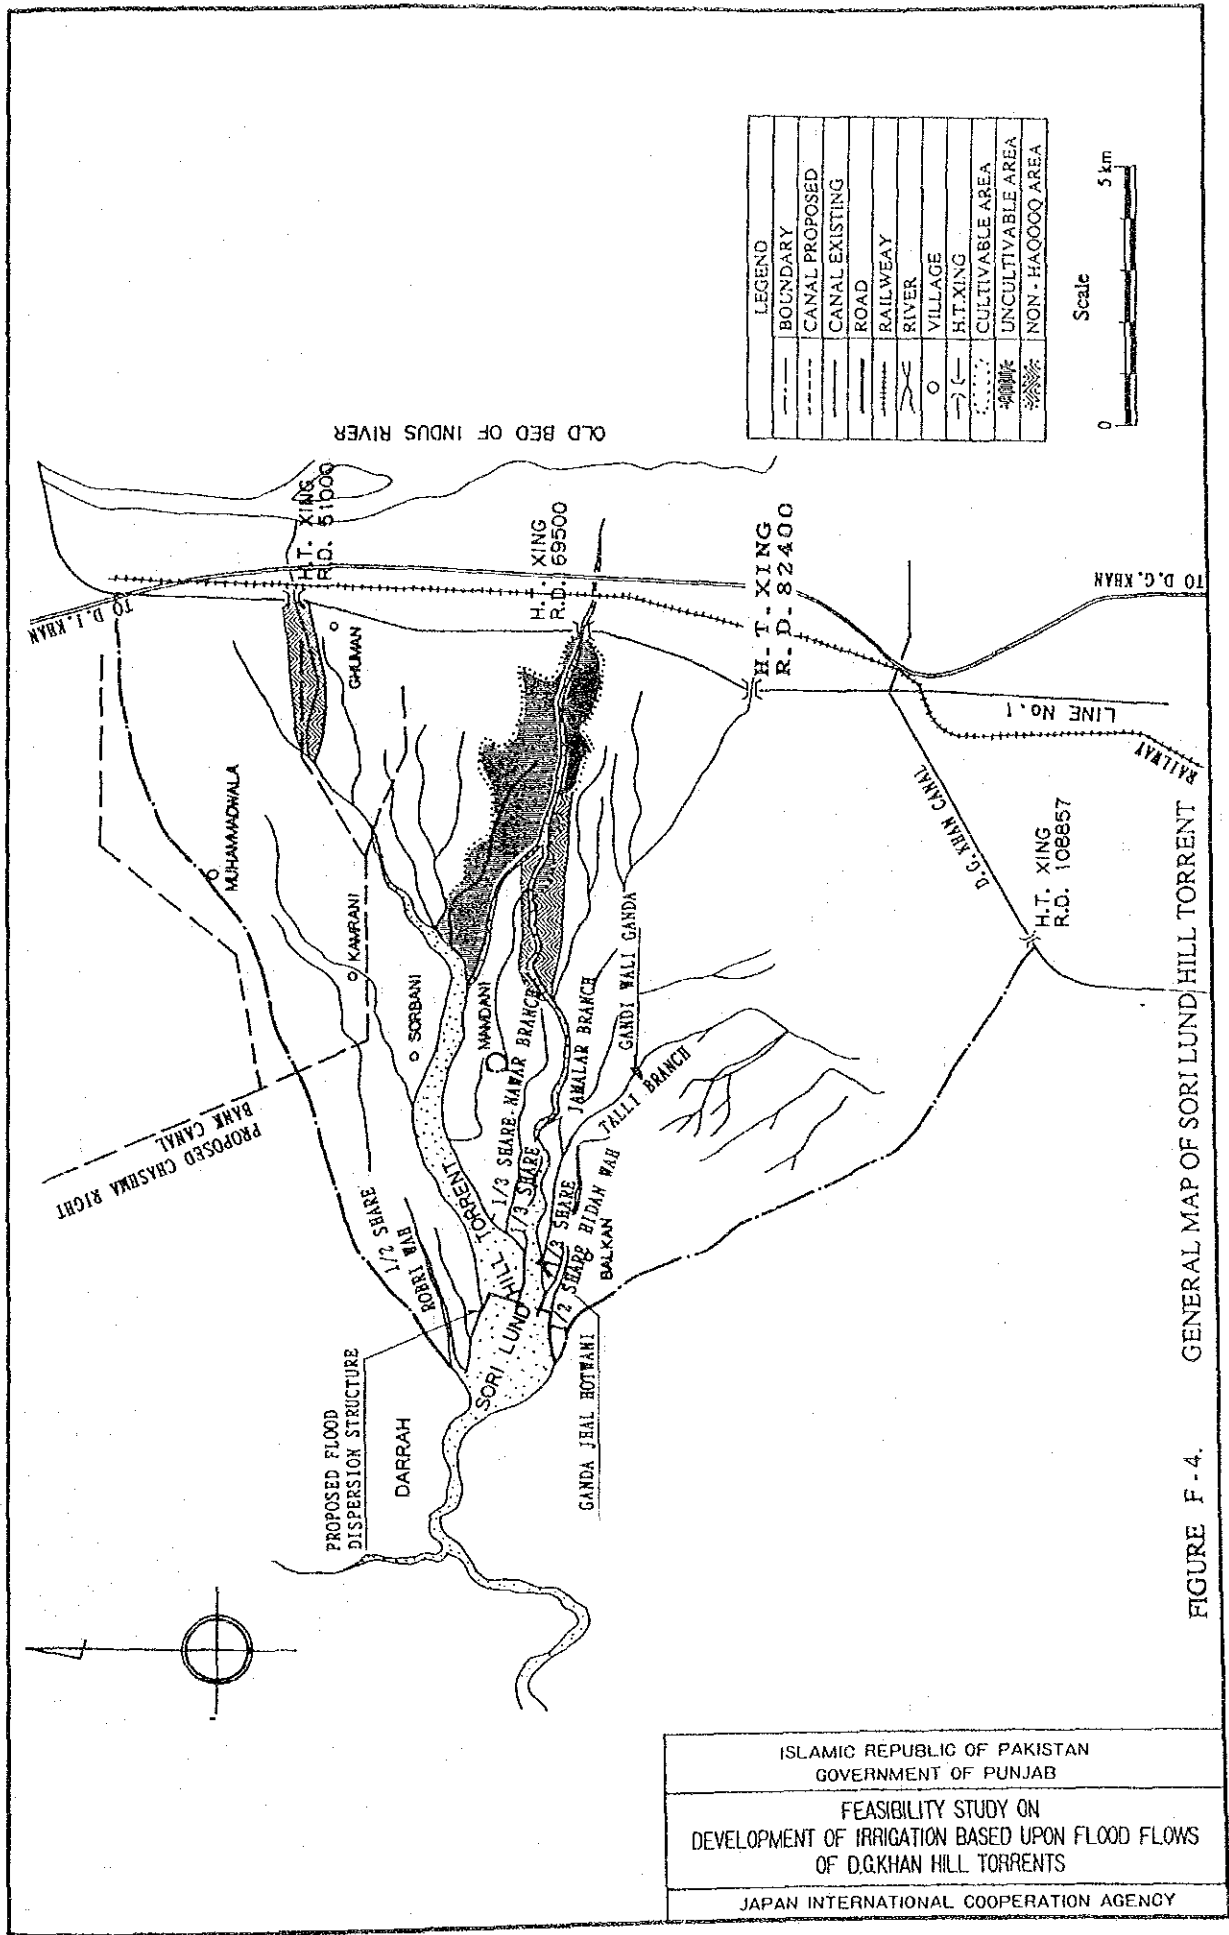 OLD BED OF INDUS RIVER
TO D.I.KHAN
H.T. XING
R.D. 51000
GHUMAN
H.T. XING
R.D. 69500
H.T. XING
R.D. 82400
TO D.G.KHAN
LINE No.1
RAILWAY
D.G.KHAN CANAL
H.T. XING
R.D. 108857
MUHAMMADWALA
KAMRANI
SORBANI
MAMDANI
PROPOSED CHASHMA RIGHT
BANK CANAL
1/2 SHARE
ROBRI WAH
SORI LUND HILL TORRENT
1/3 SHARE NAWAR BRANCH
1/3 SHARE
JAMALAR BRANCH
GANDI WALI GANDA
TALLI BRANCH
1/3 SHARE
1/2 SHARE HIDAN WAH
BALKAN
PROPOSED FLOOD
DISPERSION STRUCTURE
DARRAH
GANDA JHAL HOTWANI
LEGEND
BOUNDARY
CANAL PROPOSED
CANAL EXISTING
ROAD
RAILWEAY
RIVER
VILLAGE
H.T.XING
CULTIVABLE AREA
UNCULTIVABLE AREA
NON - HAQOOQ AREA
Scale
0 5 km
FIGURE F-4. GENERAL MAP OF SORI LUND HILL TORRENT
ISLAMIC REPUBLIC OF PAKISTAN
GOVERNMENT OF PUNJAB
FEASIBILITY STUDY ON
DEVELOPMENT OF IRRIGATION BASED UPON FLOOD FLOWS
OF D.G.KHAN HILL TORRENTS
JAPAN INTERNATIONAL COOPERATION AGENCY